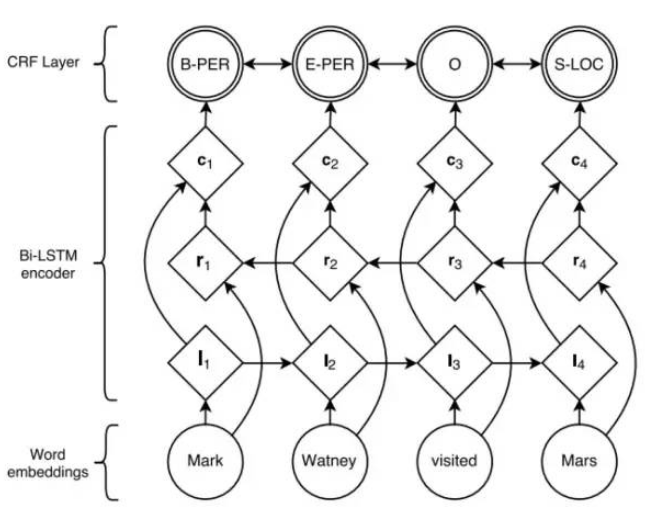 CRF Layer
B-PER
E-PER
O
S-LOC
c1
c2
c3
c4
Bi-LSTM
encoder
r1
r2
r3
r4
l1
l2
l3
l4
Word
embeddings
Mark
Watney
visited
Mars